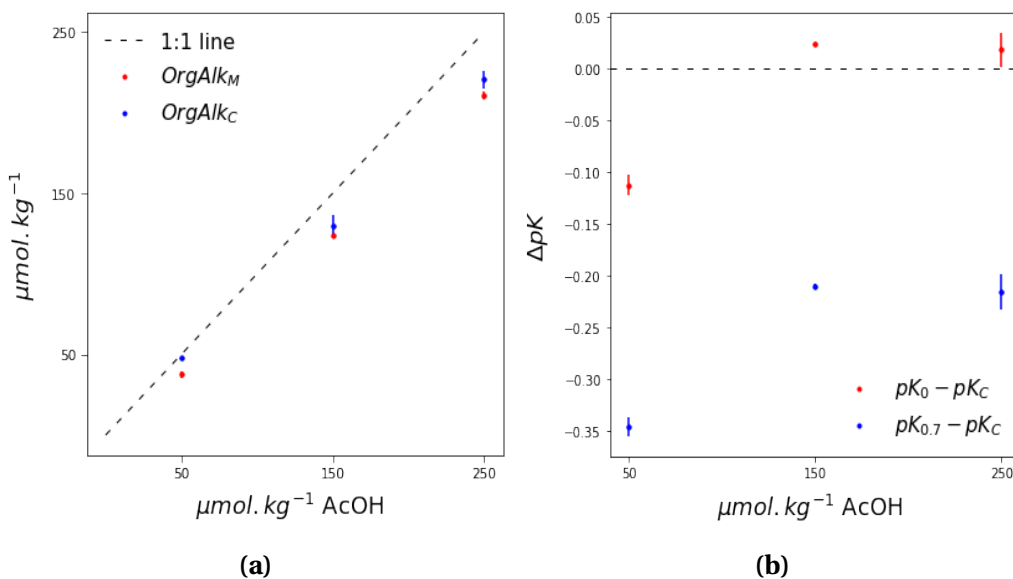 250
150
50
50
150
250
μmol.kg⁻¹
μmol.kg⁻¹ AcOH
1:1 line
OrgAlk_M
OrgAlk_C
(a)
0.05
0.00
−0.05
−0.10
−0.15
−0.20
−0.25
−0.30
−0.35
50
150
250
ΔpK
μmol.kg⁻¹ AcOH
pK₀ − pK_C
pK₀.₇ − pK_C
(b)